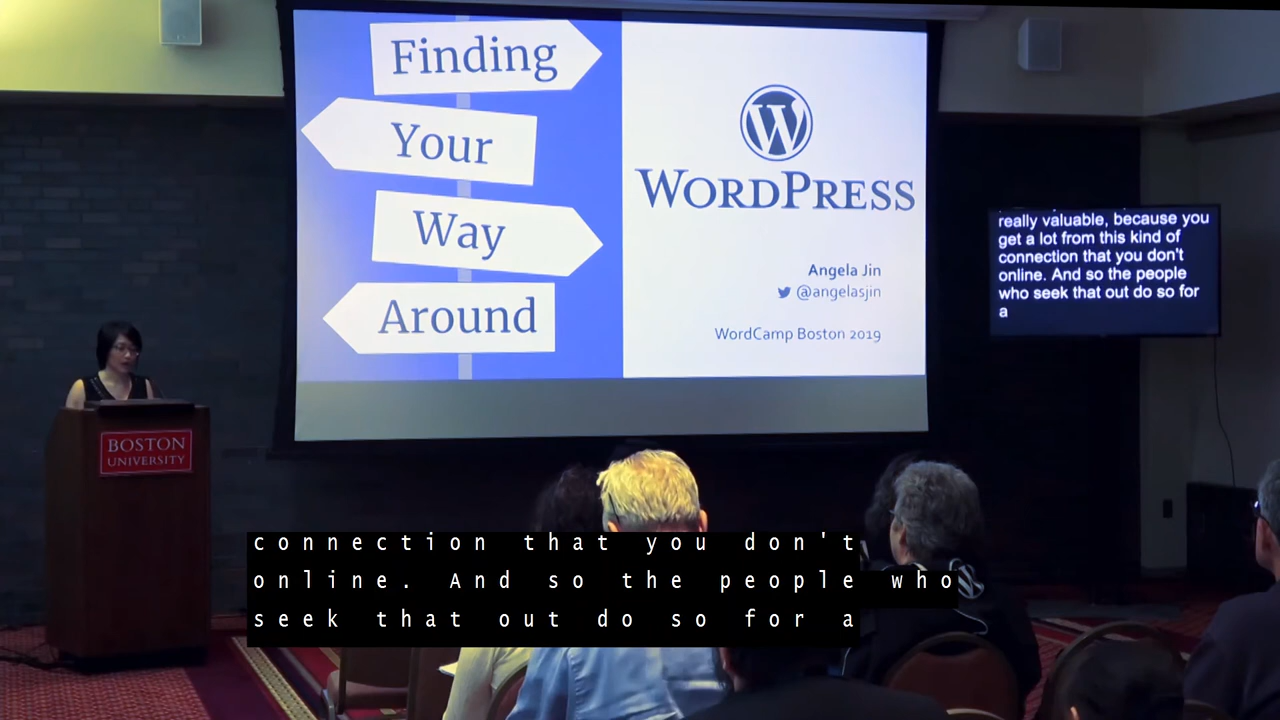 Finding
Your
Way
Around
W
WORDPRESS
Angela Jin
@angelasjin
WordCamp Boston 2019
really valuable, because you
get a lot from this kind of
connection that you don't
online. And so the people
who seek that out do so for
a
BOSTON
UNIVERSITY
connection that you don't
online. And so the people who
seek that out do so for a